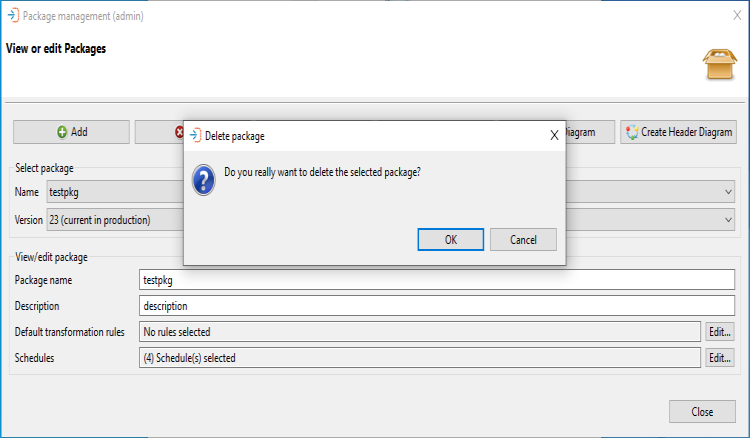 Package management (admin)
X
View or edit Packages
Add
Diagram
Create Header Diagram
Delete package
X
Do you really want to delete the selected package?
OK
Cancel
Select package
Name
testpkg
Version
23 (current in production)
View/edit package
Package name
testpkg
Description
description
Default transformation rules
No rules selected
Edit...
Schedules
(4) Schedule(s) selected
Edit...
Close